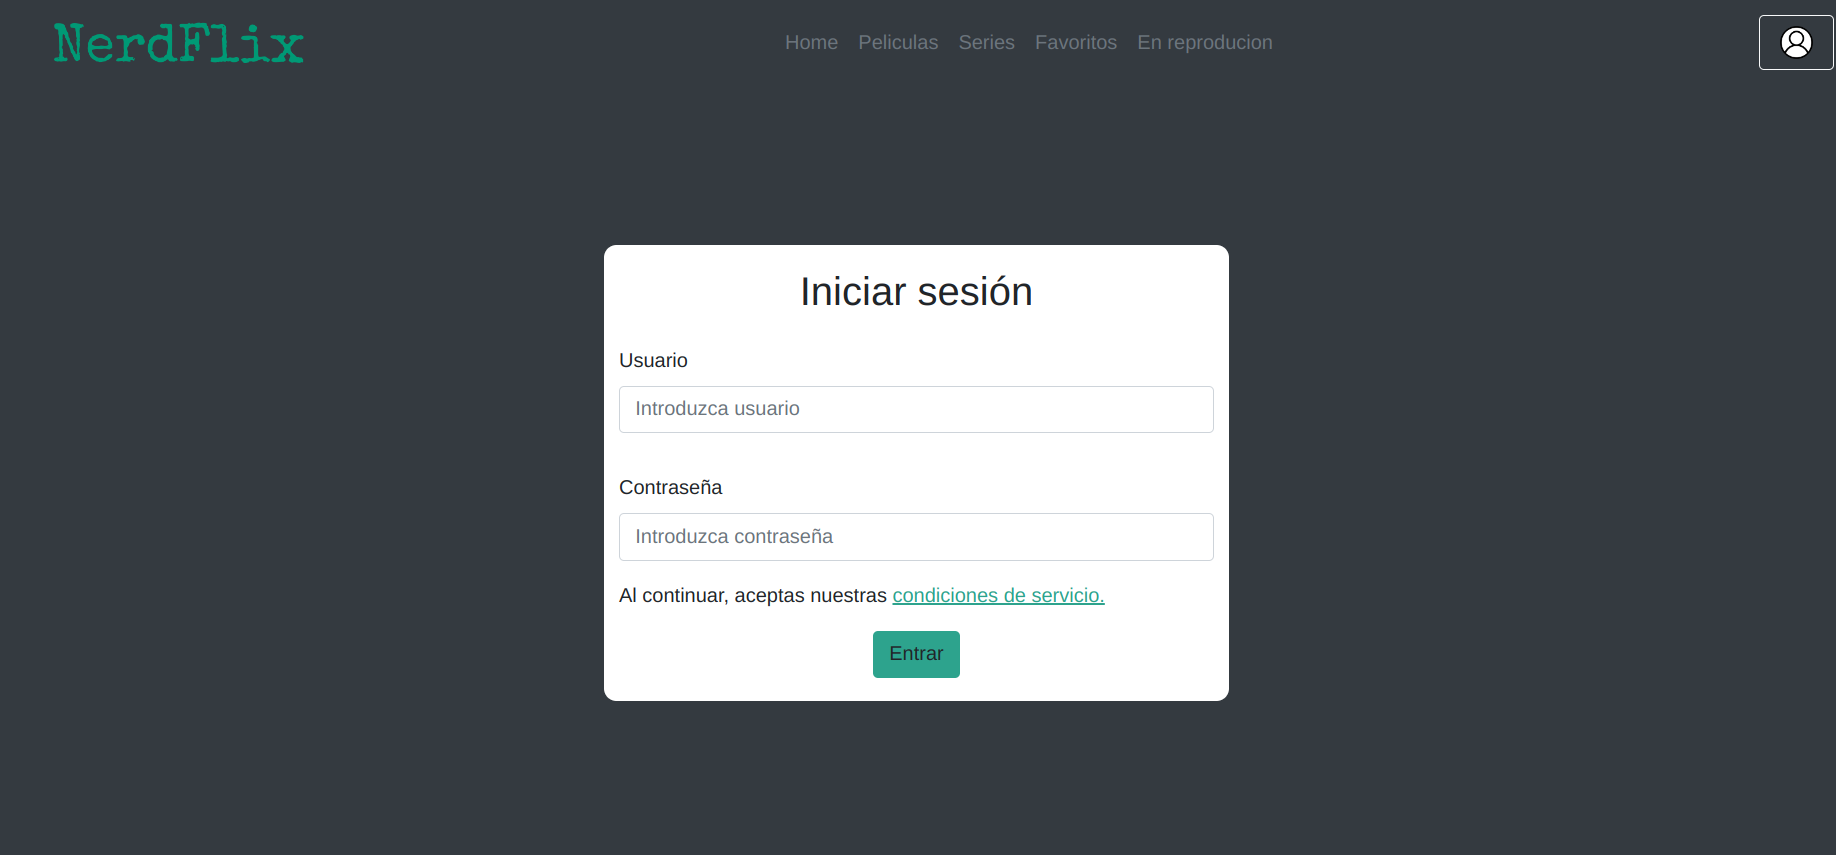 NerdFlix Home Peliculas Series Favoritos En reproducion
Iniciar sesión
Usuario
Introduzca usuario
Contraseña
Introduzca contraseña
Al continuar, aceptas nuestras condiciones de servicio.
Entrar